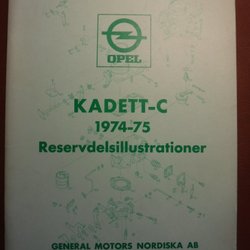 OPEL
KADETT-C
1974-75
Reservdelsillustrationer
GENERAL MOTORS NORDISKA AB